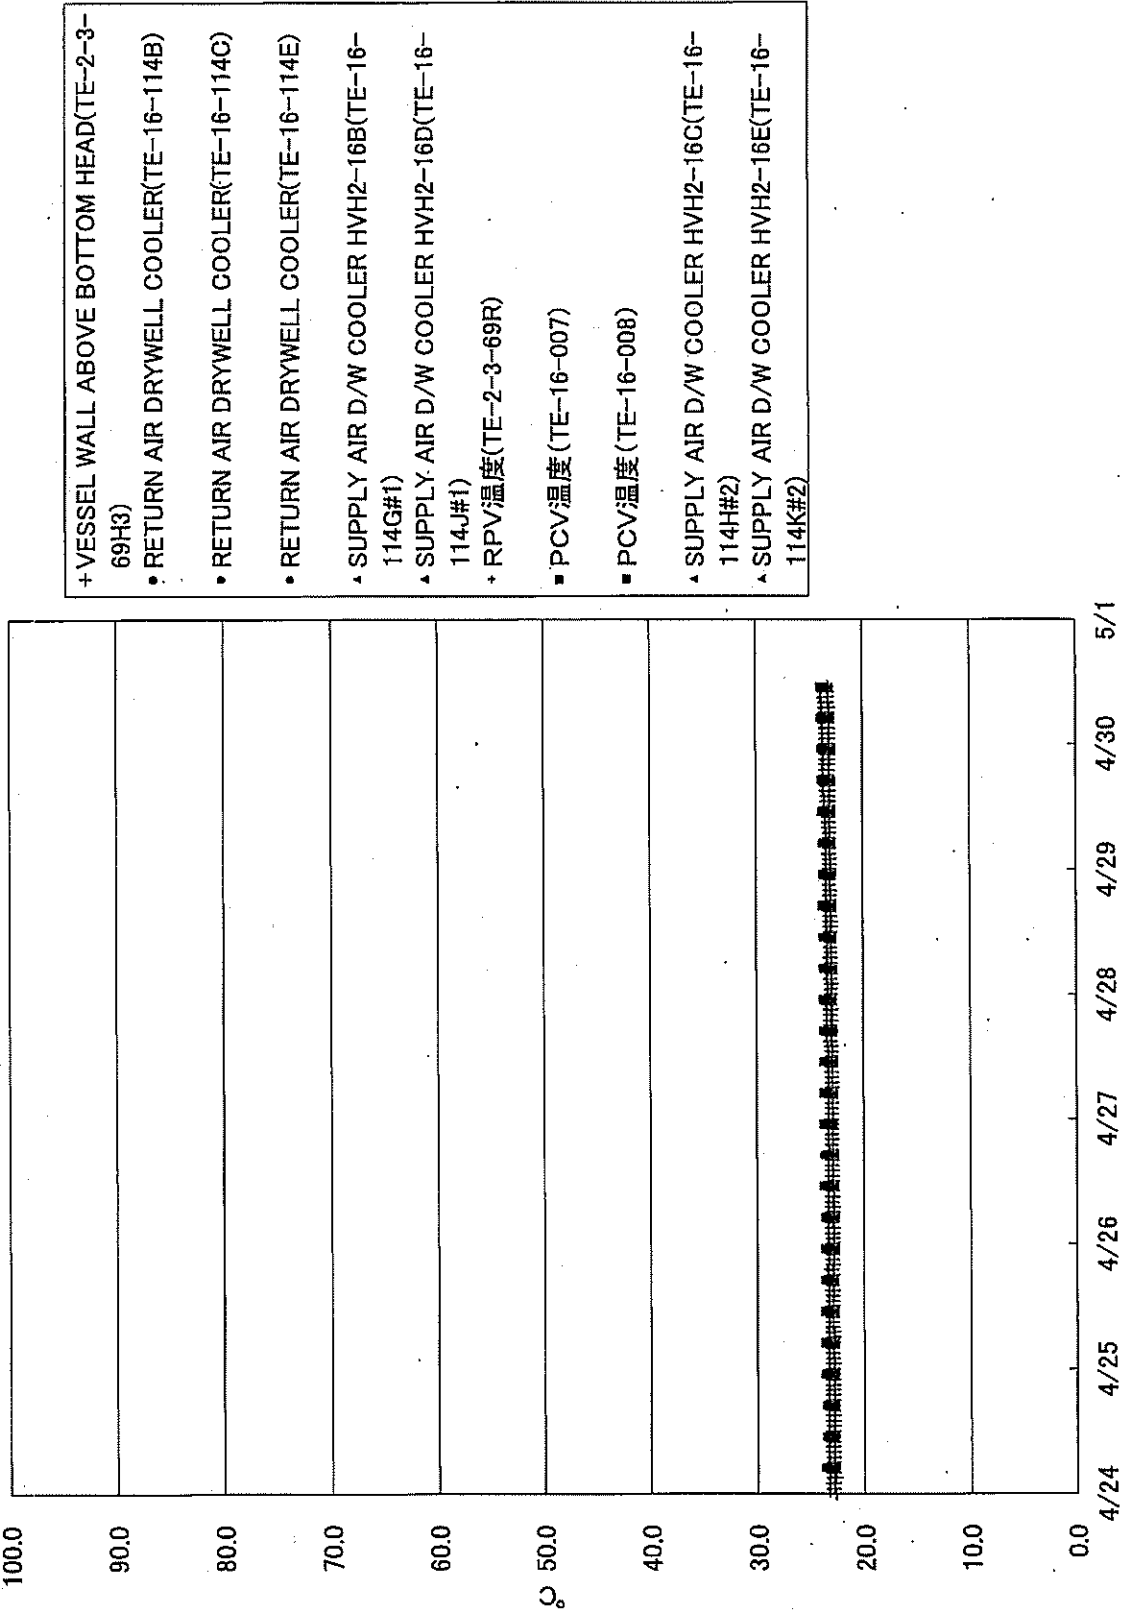 100.0
90.0
80.0
70.0
60.0
50.0
40.0
30.0
20.0
10.0
0.0
℃
4/24
4/25
4/26
4/27
4/28
4/29
4/30
5/1
+VESSEL WALL ABOVE BOTTOM HEAD(TE-2-3-
69H3)
•RETURN AIR DRYWELL COOLER(TE-16-114B)
•RETURN AIR DRYWELL COOLER(TE-16-114C)
•RETURN AIR DRYWELL COOLER(TE-16-114E)
▲SUPPLY AIR D/W COOLER HVH2-16B(TE-16-
114G#1)
▲SUPPLY AIR D/W COOLER HVH2-16D(TE-16-
114J#1)
+RPV温度(TE-2-3-69R)
■PCV温度(TE-16-007)
■PCV温度(TE-16-008)
▲SUPPLY AIR D/W COOLER HVH2-16C(TE-16-
114H#2)
▲SUPPLY AIR D/W COOLER HVH2-16E(TE-16-
114K#2)